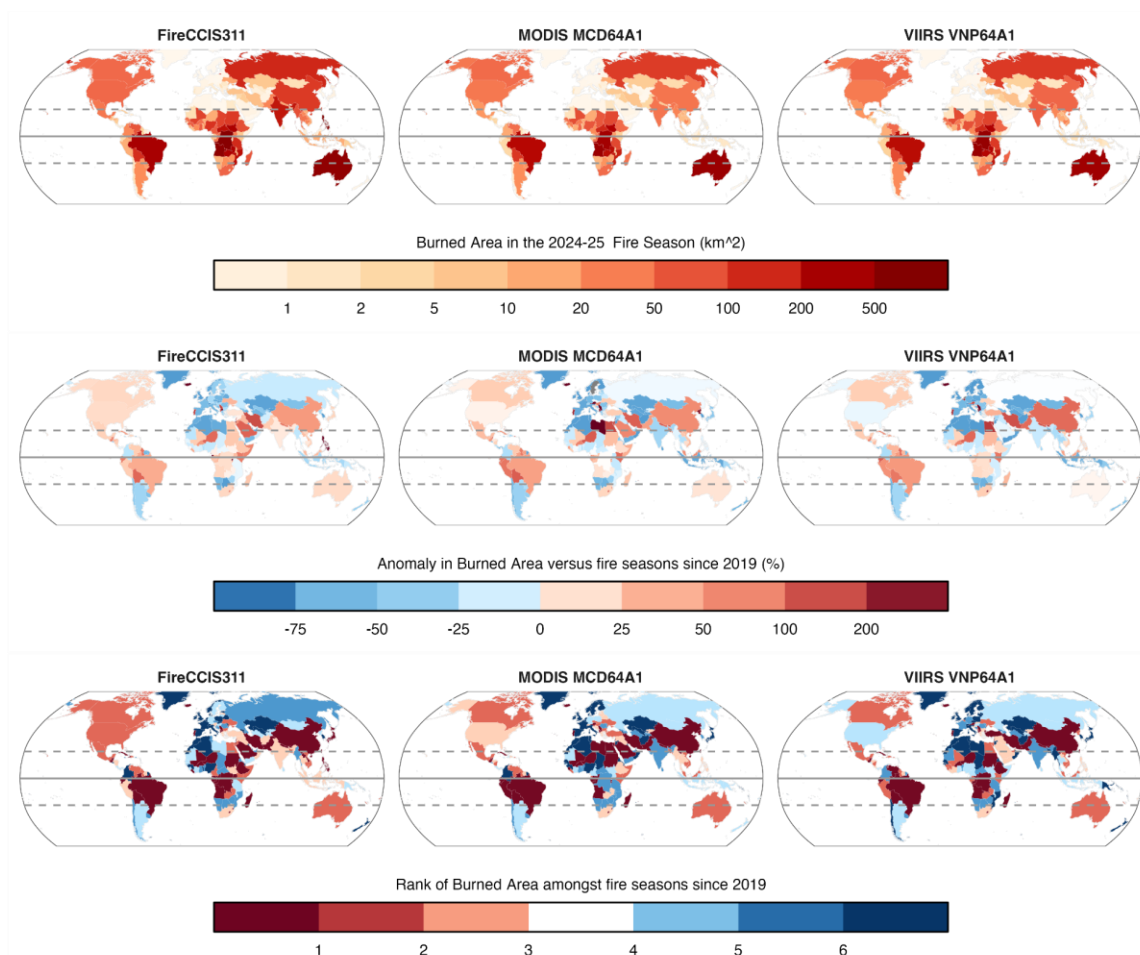 FireCCIS311 MODIS MCD64A1 VIIRS VNP64A1
Burned Area in the 2024-25 Fire Season (km^2)
1 2 5 10 20 50 100 200 500
FireCCIS311 MODIS MCD64A1 VIIRS VNP64A1
Anomaly in Burned Area versus fire seasons since 2019 (%)
-75 -50 -25 0 25 50 100 200
FireCCIS311 MODIS MCD64A1 VIIRS VNP64A1
Rank of Burned Area amongst fire seasons since 2019
1 2 3 4 5 6